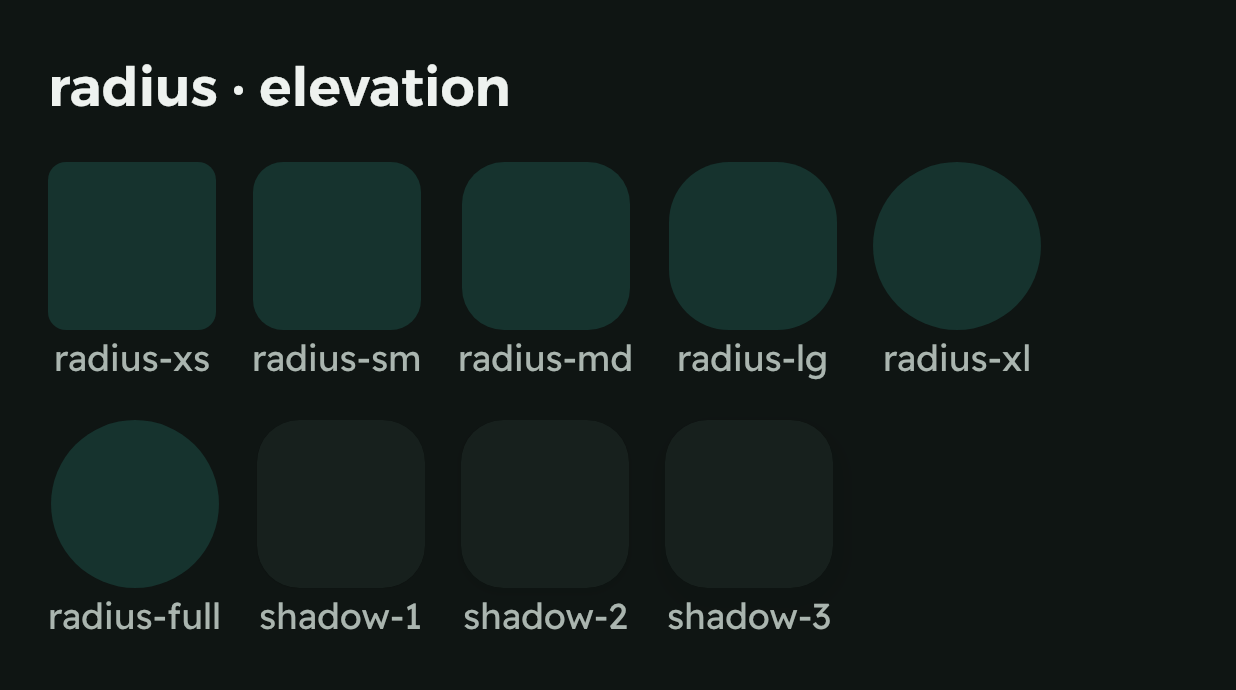 radius · elevation
radius-xs radius-sm radius-md radius-lg radius-xl
radius-full shadow-1 shadow-2 shadow-3